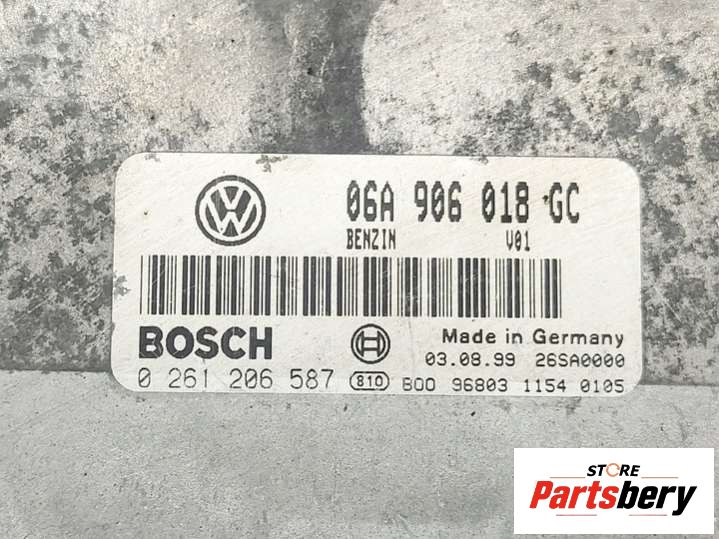 06A 906 018 GC
BENZIN V01
BOSCH
Made in Germany
03.08.99 26SA0000
0 261 206 587 810 B00 96803 1154 0105
STORE
Partsbery